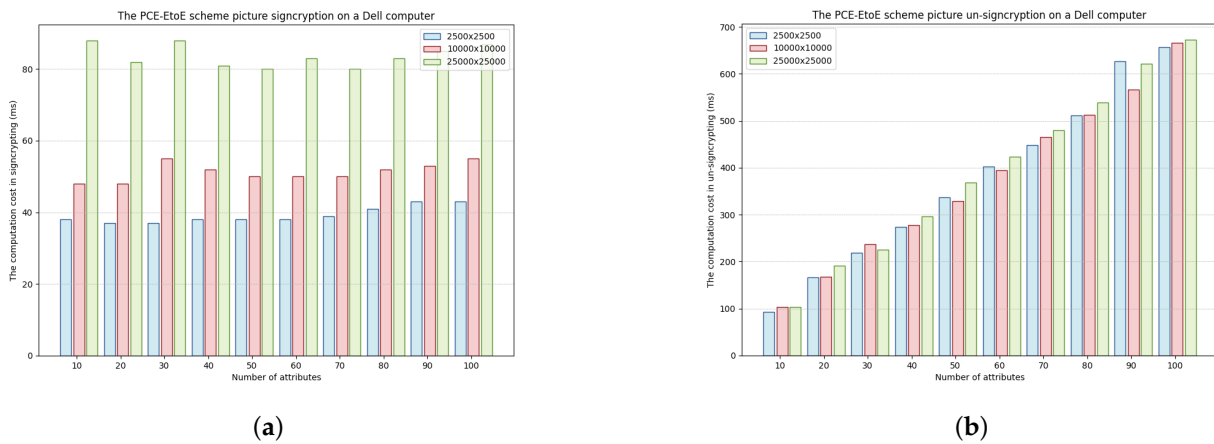 The PCE-EtoE scheme picture signcryption on a Dell computer
2500x2500
10000x10000
25000x25000
The computation cost in signcrypting (ms)
80
60
40
20
0
10 20 30 40 50 60 70 80 90 100
Number of attributes
(a)
The PCE-EtoE scheme picture un-signcryption on a Dell computer
2500x2500
10000x10000
25000x25000
The computation cost in un-signcrypting (ms)
700
600
500
400
300
200
100
0
10 20 30 40 50 60 70 80 90 100
Number of attributes
(b)